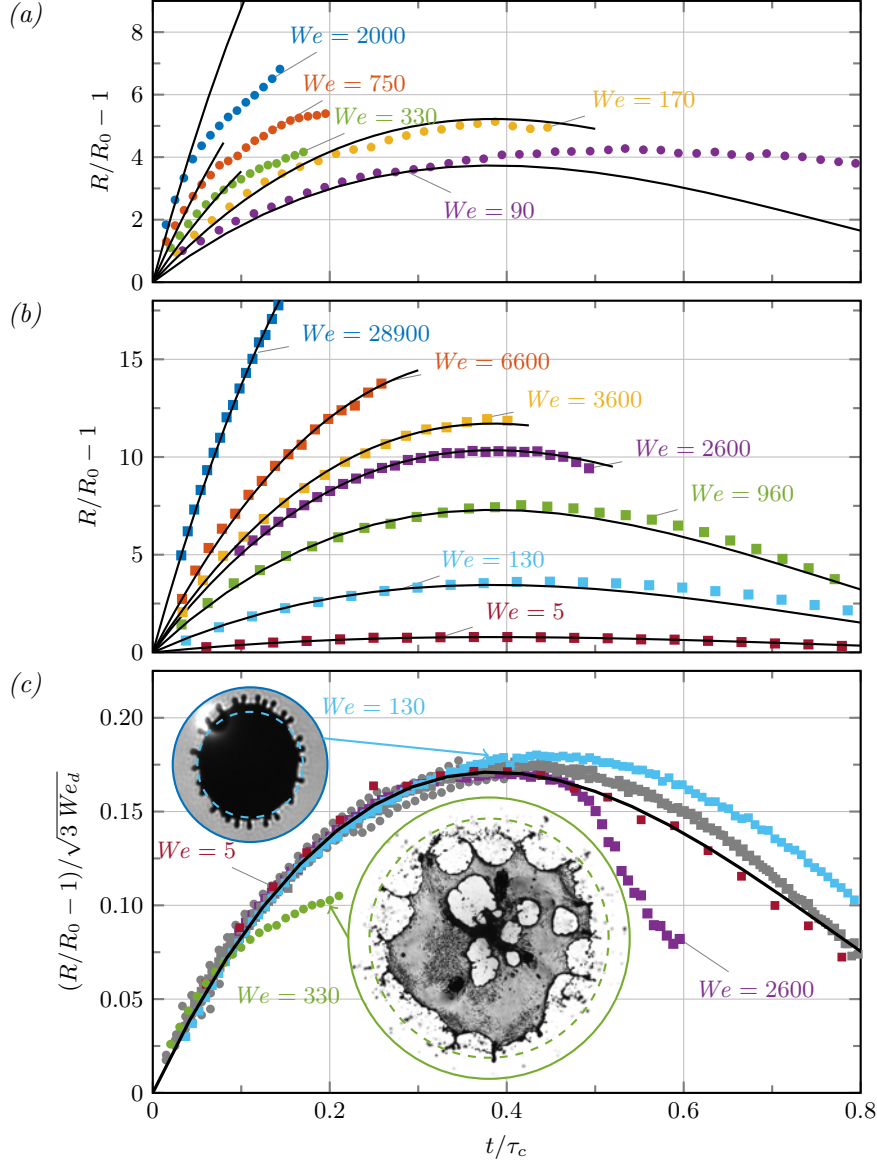 (a)
8
6
4
2
0
R/R₀ − 1
We = 2000
We = 750
We = 330
We = 170
We = 90
(b)
15
10
5
0
R/R₀ − 1
We = 28900
We = 6600
We = 3600
We = 2600
We = 960
We = 130
We = 5
(c)
0.20
0.15
0.10
0.05
0
(R/R₀ − 1)/√3 We_d
We = 130
We = 5
We = 330
We = 2600
0 0.2 0.4 0.6 0.8
t/τ_c